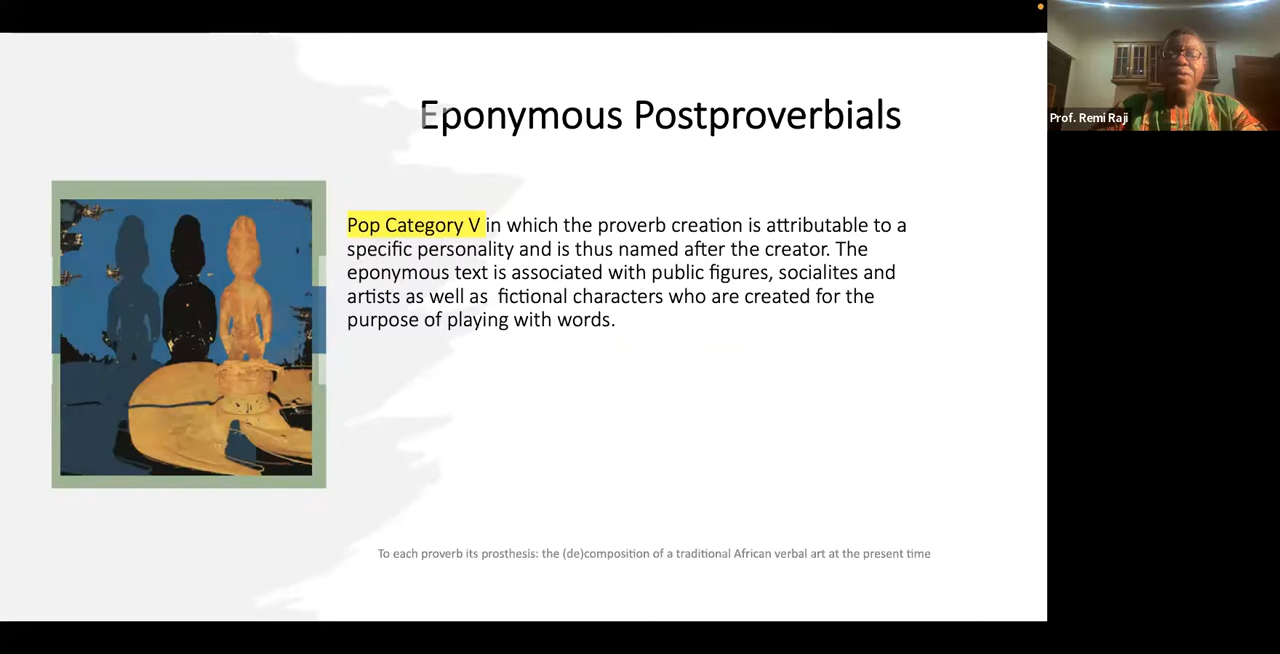 Eponymous Postproverbials
Prof. Remi Raji
Pop Category V in which the proverb creation is attributable to a
specific personality and is thus named after the creator. The
eponymous text is associated with public figures, socialites and
artists as well as fictional characters who are created for the
purpose of playing with words.
To each proverb its prosthesis: the (de)composition of a traditional African verbal art at the present time